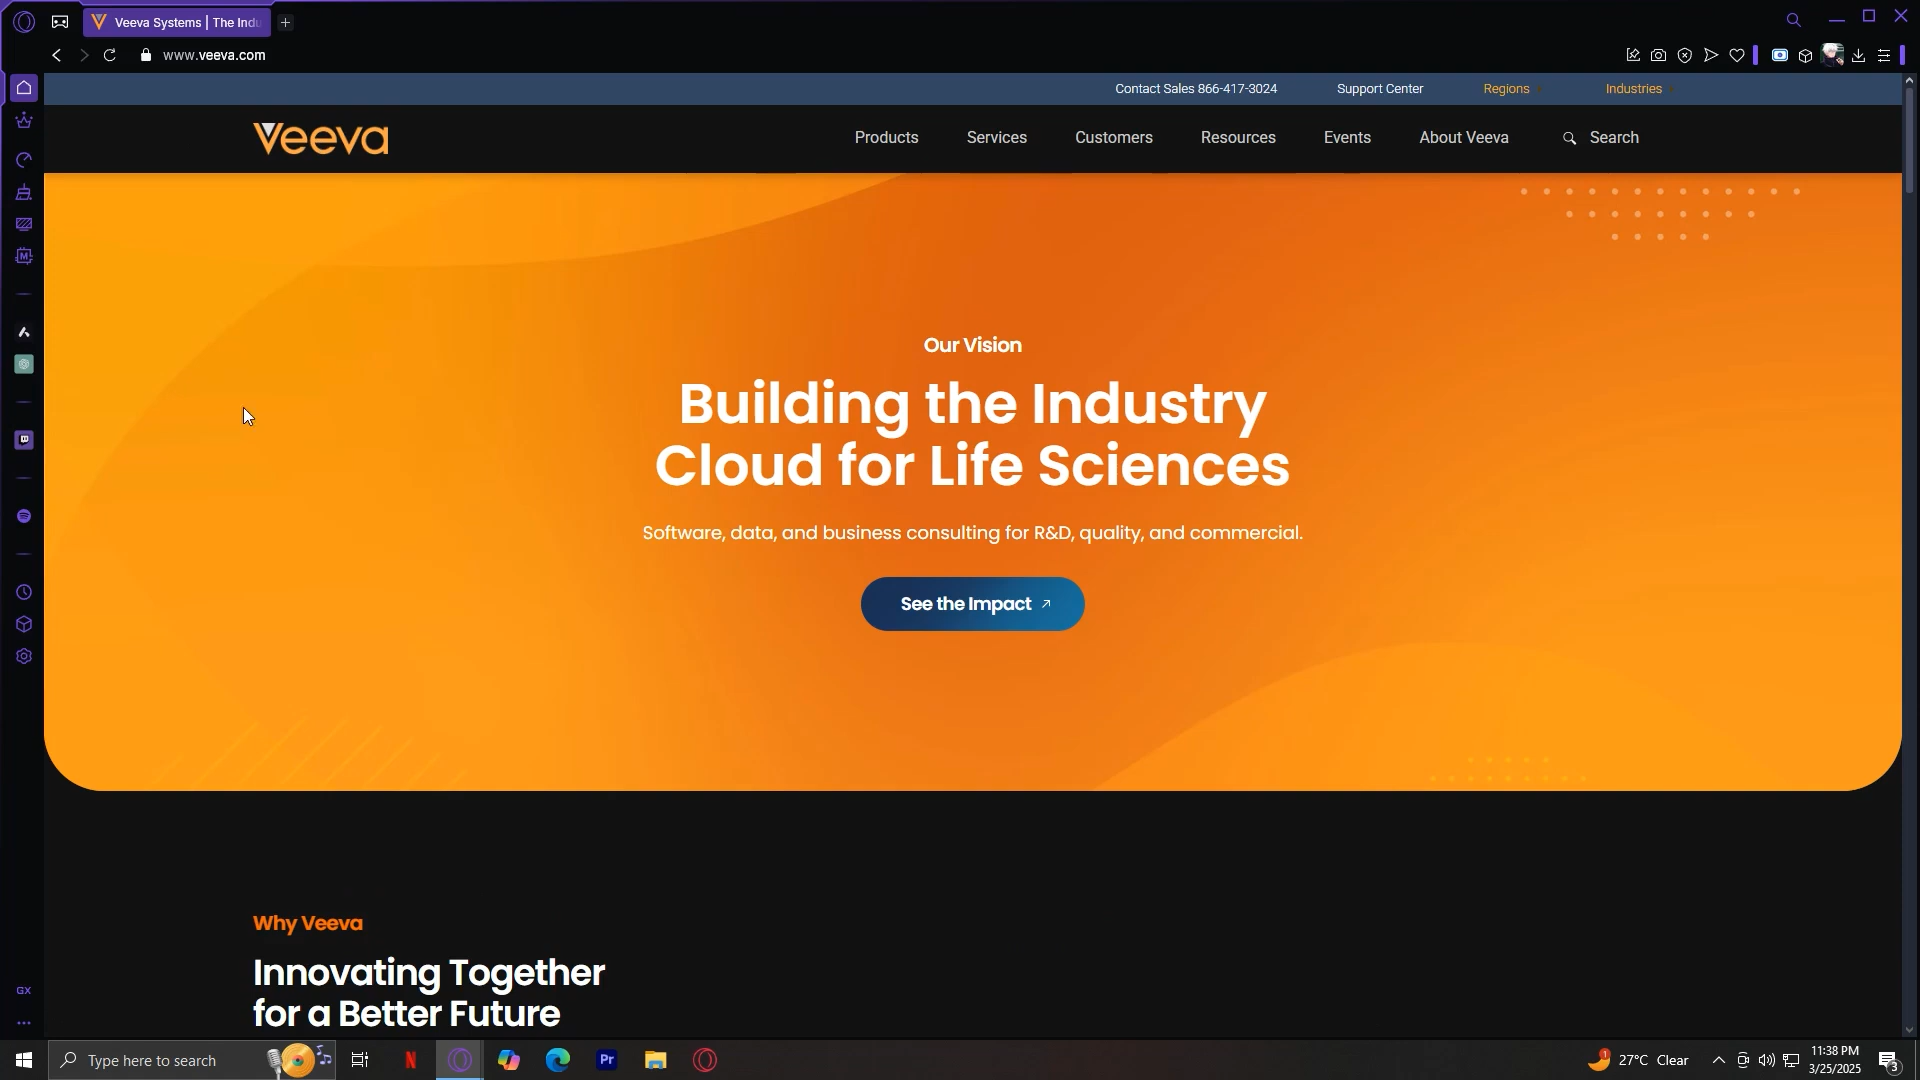 Veeva Systems | The Indu
www.veeva.com
Contact Sales 866-417-3024
Support Center
Regions
Industries
Veeva
Products
Services
Customers
Resources
Events
About Veeva
Search
Our Vision
Building the Industry
Cloud for Life Sciences
Software, data, and business consulting for R&D, quality, and commercial.
See the Impact
Why Veeva
Innovating Together
for a Better Future
M
GX
Type here to search
N
Pr
1
27°C Clear
11:38 PM
3/25/2025
3